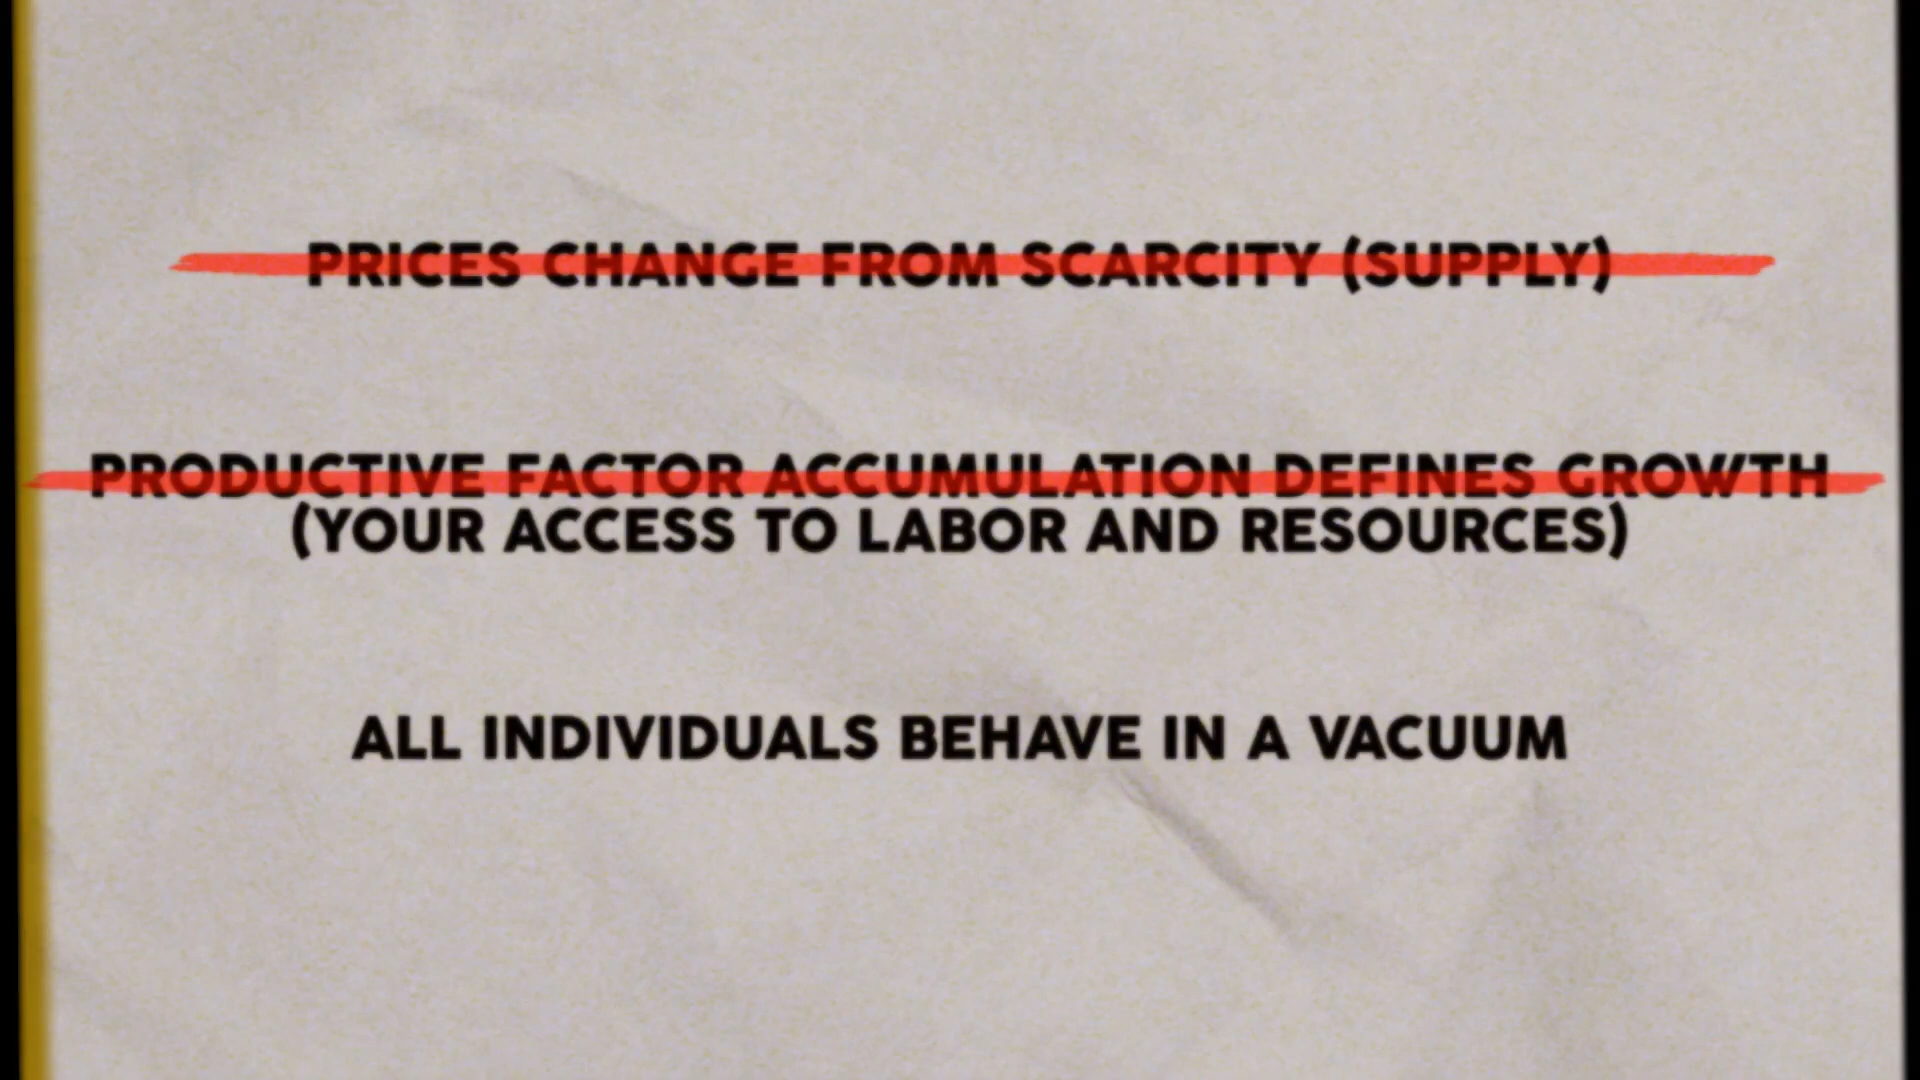 PRICES CHANGE FROM SCARCITY (SUPPLY)
PRODUCTIVE FACTOR ACCUMULATION DEFINES GROWTH
(YOUR ACCESS TO LABOR AND RESOURCES)
ALL INDIVIDUALS BEHAVE IN A VACUUM